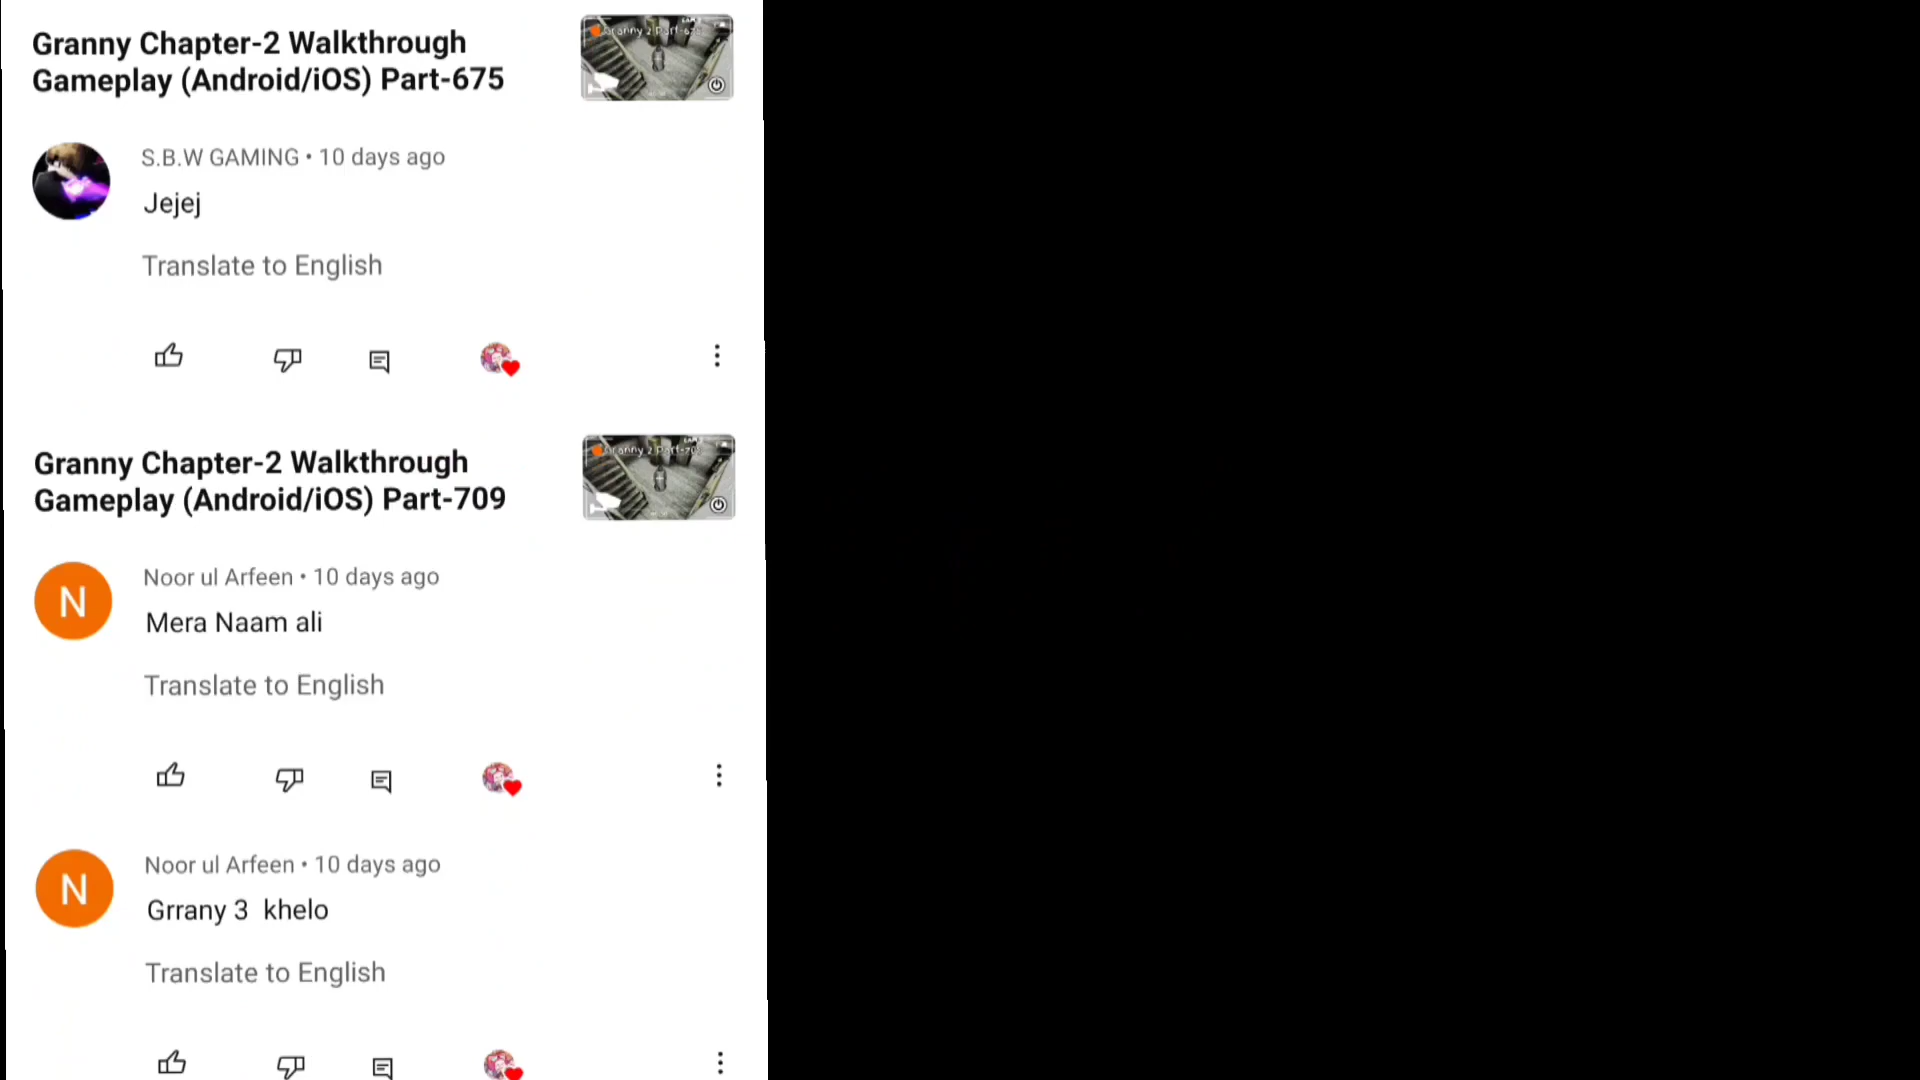 Granny Chapter-2 Walkthrough
Gameplay (Android/iOS) Part-675
S.B.W GAMING • 10 days ago
Jejej
Translate to English
Granny Chapter-2 Walkthrough
Gameplay (Android/iOS) Part-709
N
Noor ul Arfeen • 10 days ago
Mera Naam ali
Translate to English
N
Noor ul Arfeen • 10 days ago
Grrany 3 khelo
Translate to English